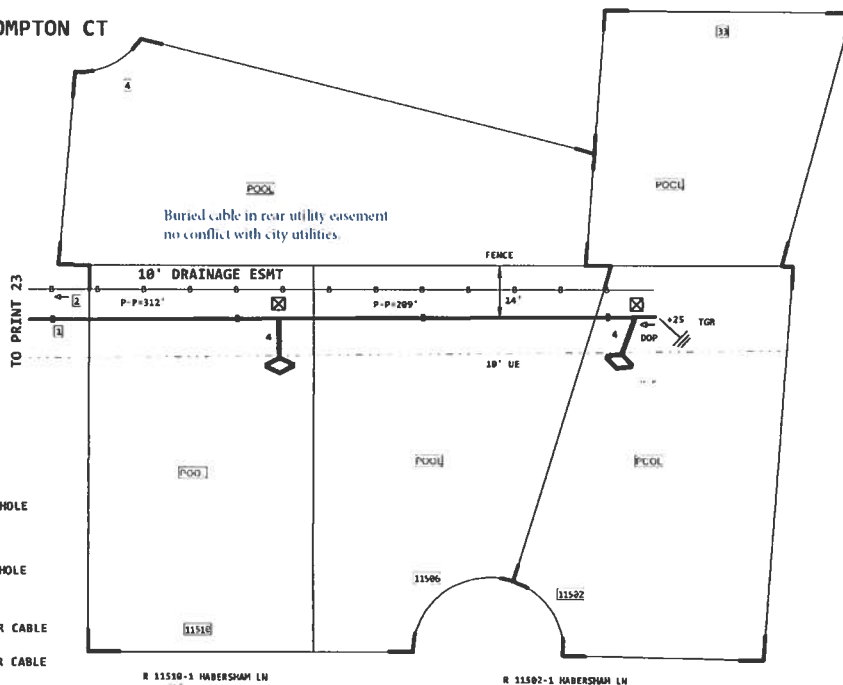 OMPTON CT
33
4
POOL
POOL
Buried cable in rear utility easement
no conflict with city utilities.
FENCE
10' DRAINAGE ESMT
TO PRINT 23
2
P-P=312'
P-P=209'
14'
1
4
4
+25
TGR
DOP
10' UE
POOL
POOL
POOL
HOLE
HOLE
11506
11502
11510
R CABLE
R CABLE
R 11510-1 HABERSHAM LN
R 11502-1 HABERSHAM LN